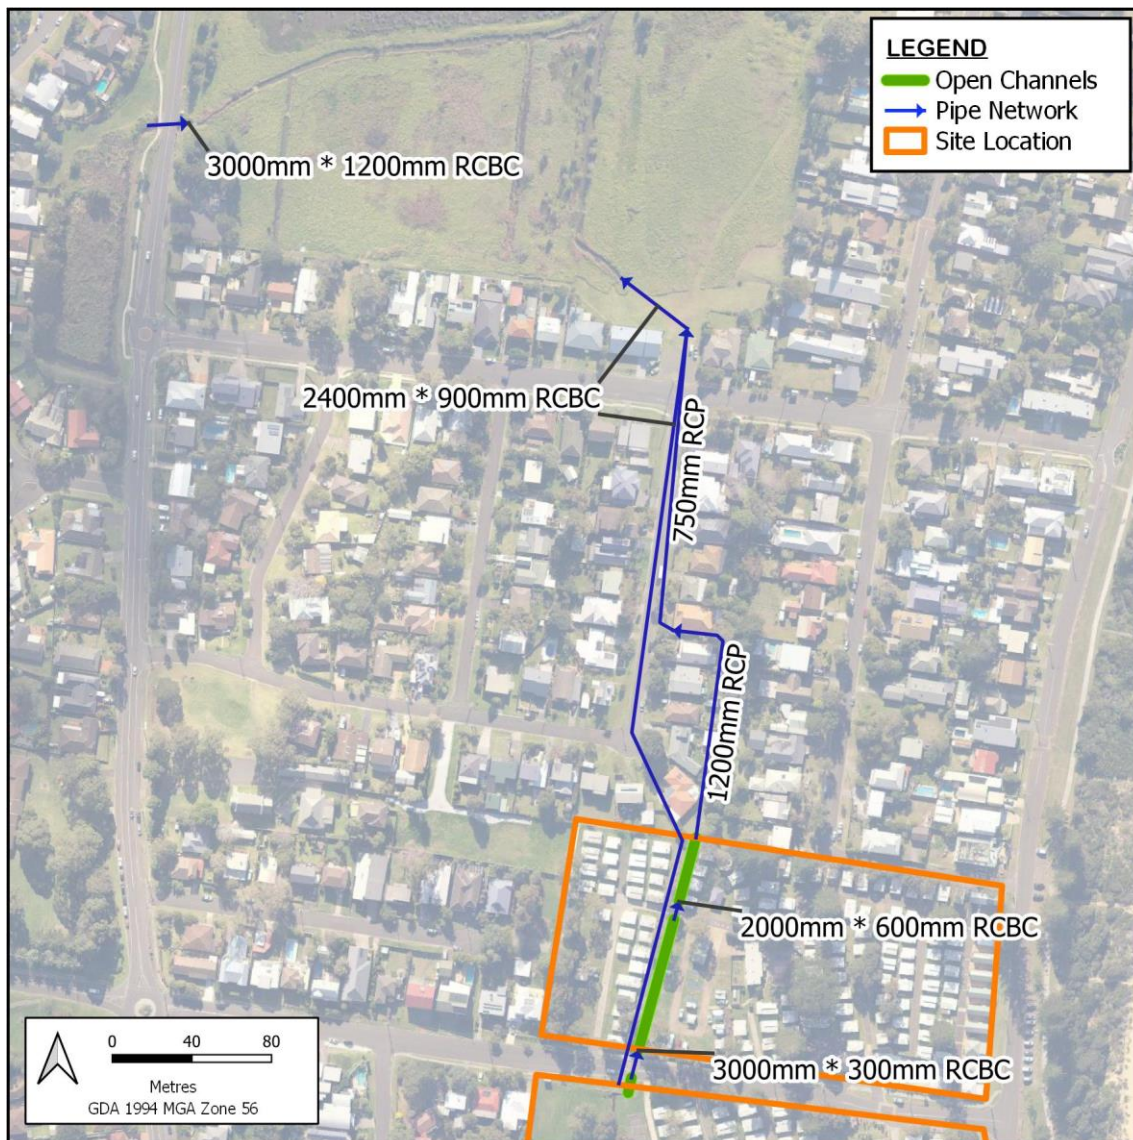 LEGEND
Open Channels
Pipe Network
Site Location
3000mm * 1200mm RCBC
2400mm * 900mm RCBC
750mm RCP
1200mm RCP
2000mm * 600mm RCBC
3000mm * 300mm RCBC
0 40 80
Metres
GDA 1994 MGA Zone 56